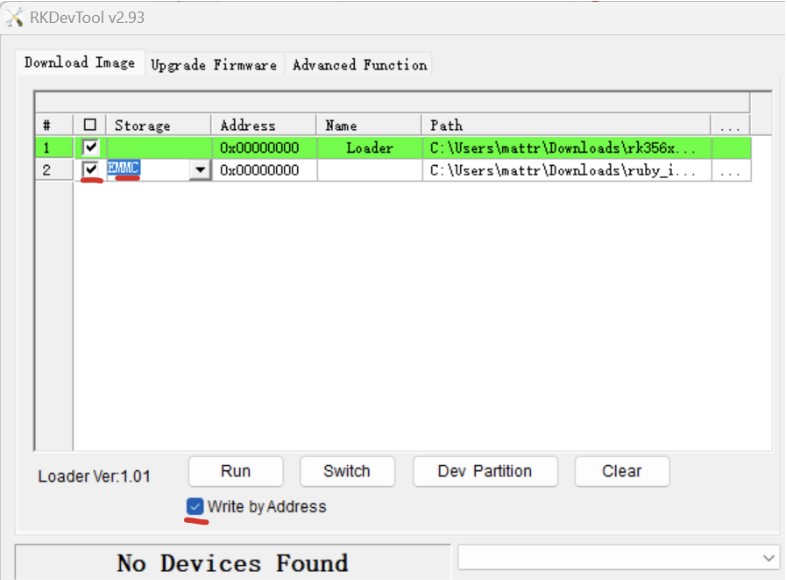 RKDevTool v2.93
Download Image Upgrade Firmware Advanced Function
# Storage Address Name Path ...
1 0x00000000 Loader C:\Users\mattr\Downloads\rk356x...
2 EMMC 0x00000000 C:\Users\mattr\Downloads\ruby_i... ...
Loader Ver:1.01 Run Switch Dev Partition Clear
Write by Address
No Devices Found